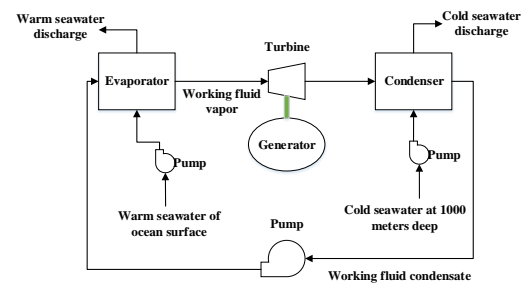 Warm seawater
discharge
Cold seawater
discharge
Turbine
Evaporator
Condenser
Working fluid
vapor
Generator
Pump
Pump
Warm seawater of
ocean surface
Cold seawater at 1000
meters deep
Pump
Working fluid condensate